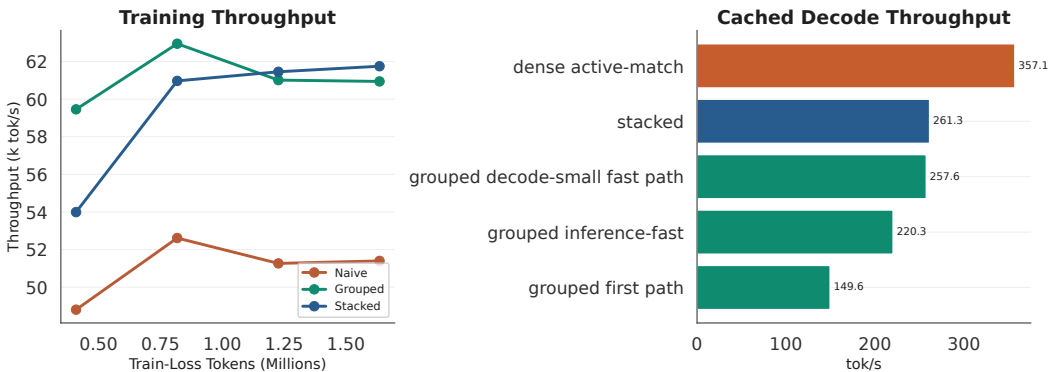 Training Throughput
Throughput (k tok/s)
62
60
58
56
54
52
50
Naive
Grouped
Stacked
0.50 0.75 1.00 1.25 1.50
Train-Loss Tokens (Millions)
Cached Decode Throughput
dense active-match 357.1
stacked 261.3
grouped decode-small fast path 257.6
grouped inference-fast 220.3
grouped first path 149.6
0 100 200 300
tok/s